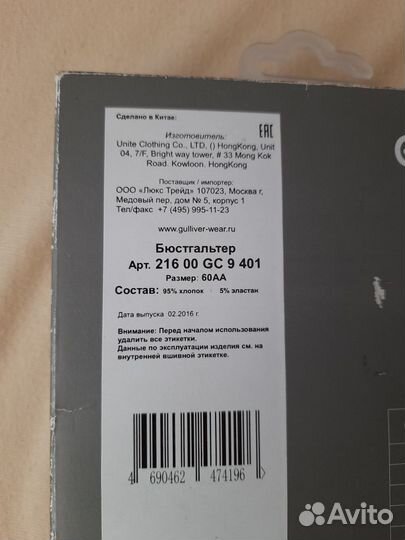 Сделано в Китае:
Изготовитель:
EAC
Unite Clothing Co., LTD, () HongKong, Unit
04, 7/F, Bright way tower, # 33 Mong Kok
Road. Kowloon. HongKong
Поставщик / импортер:
ООО «Люкс Трейд» 107023, Москва г,
Медовый пер, дом № 5, корпус 1
Тел/факс +7 (495) 995-11-23
www.gulliver-wear.ru
Бюстгальтер
Арт. 216 00 GC 9 401
Размер: 60AA
Состав: 95% хлопок · 5% эластан
Дата выпуска 02.2016 г.
Внимание: Перед началом использования
удалить все этикетки.
Данные по эксплуатации изделия см. на
внутренней вшивной этикетке.
4 690462 474196 >
Avito